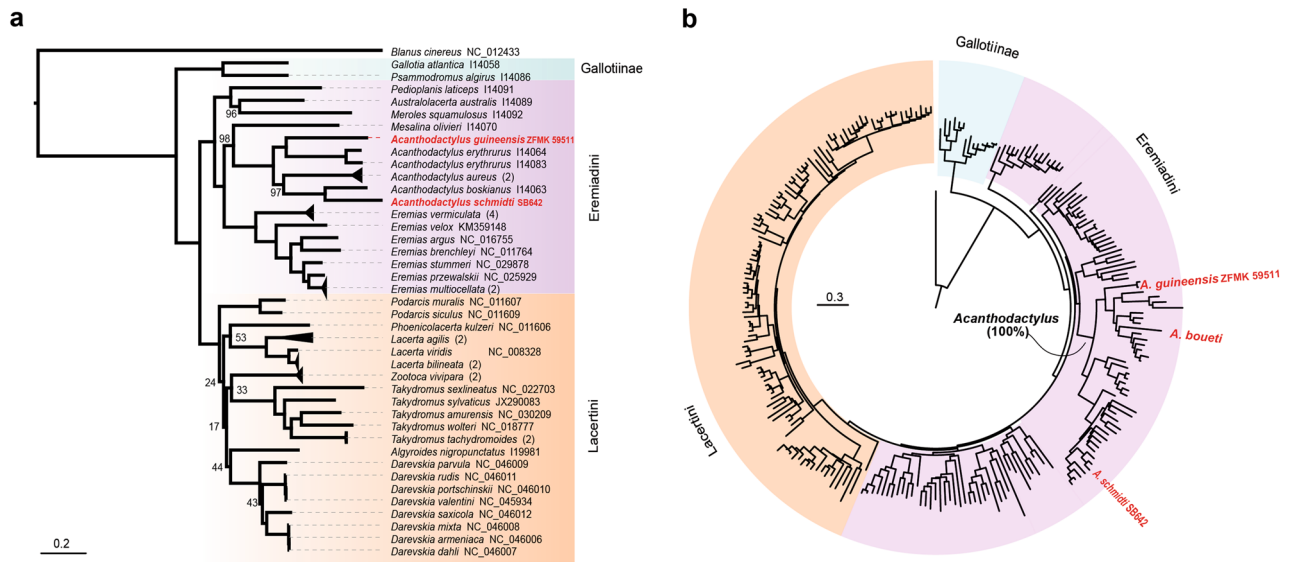 a
Blanus cinereus NC_012433
Gallotia atlantica I14058
Psammodromus algirus I14086
Gallotiinae
Pedioplanis laticeps I14091
Australolacerta australis I14089
96
Meroles squamulosus I14092
Mesalina olivieri I14070
98
Acanthodactylus guineensis ZFMK 59511
Acanthodactylus erythrurus I14064
Acanthodactylus erythrurus I14083
Acanthodactylus aureus (2)
97
Acanthodactylus boskianus I14063
Acanthodactylus schmidti SB642
Eremias vermiculata (4)
Eremias velox KM359148
Eremias argus NC_016755
Eremias brenchleyi NC_011764
Eremias stummeri NC_029878
Eremias przewalskii NC_025929
Eremias multiocellata (2)
Eremiadini
Podarcis muralis NC_011607
Podarcis siculus NC_011609
Phoenicolacerta kulzeri NC_011606
53
Lacerta agilis (2)
Lacerta viridis NC_008328
Lacerta bilineata (2)
24
Zootoca vivipara (2)
33
Takydromus sexlineatus NC_022703
Takydromus sylvaticus JX290083
Takydromus amurensis NC_030209
17
Takydromus wolteri NC_018777
Takydromus tachydromoides (2)
Algyroides nigropunctatus I19981
44
Darevskia parvula NC_046009
Darevskia rudis NC_046011
Darevskia portschinskii NC_046010
43
Darevskia valentini NC_045934
Darevskia saxicola NC_046012
Darevskia mixta NC_046008
Darevskia armeniaca NC_046006
Darevskia dahli NC_046007
Lacertini
0.2
b
Gallotiinae
Eremiadini
A. guineensis ZFMK 59511
0.3
Acanthodactylus
(100%)
A. boueti
Lacertini
A. schmidti SB642